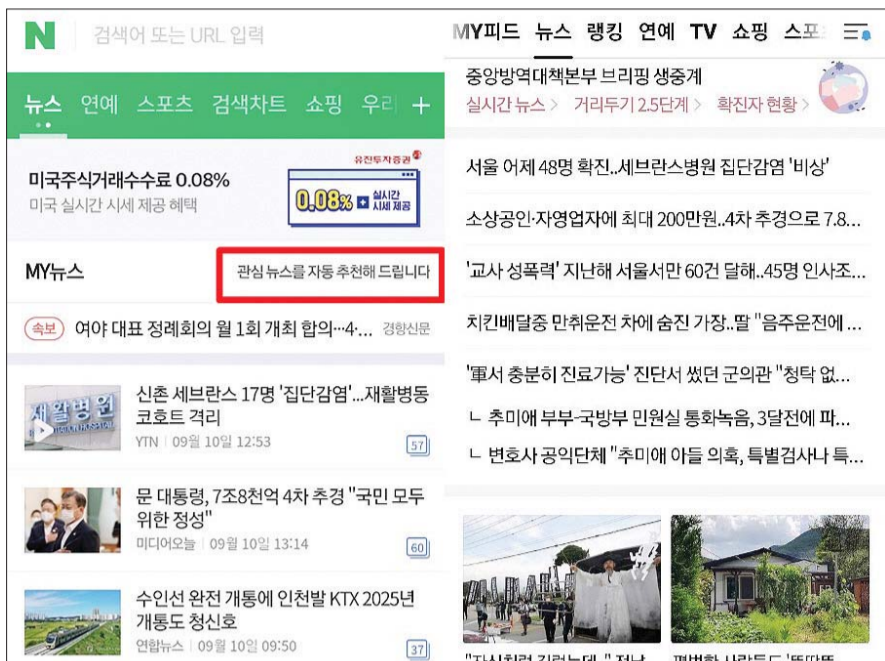 N 검색어 또는 URL 입력
뉴스 연예 스포츠 검색차트 쇼핑 우리 +
유진투자증권
미국주식거래수수료 0.08%
미국 실시간 시세 제공 혜택
0.08% + 실시간 시세 제공
MY뉴스
관심 뉴스를 자동 추천해 드립니다
속보 여야 대표 정례회의 월 1회 개최 합의…4·... 경향신문
재활병원
신촌 세브란스 17명 '집단감염'...재활병동
코호트 격리
YTN 09월 10일 12:53
57
문 대통령, 7조8천억 4차 추경 "국민 모두
위한 정성"
미디어오늘 09월 10일 13:14
60
수인선 완전 개통에 인천발 KTX 2025년
개통도 청신호
연합뉴스 09월 10일 09:50
37
MY피드 뉴스 랭킹 연예 TV 쇼핑 스포
중앙방역대책본부 브리핑 생중계
실시간 뉴스 > 거리두기 2.5단계 > 확진자 현황 >
서울 어제 48명 확진..세브란스병원 집단감염 '비상'
소상공인·자영업자에 최대 200만원..4차 추경으로 7.8...
'교사 성폭력' 지난해 서울서만 60건 달해..45명 인사조...
치킨배달중 만취운전 차에 숨진 가장..딸 "음주운전에 ...
'軍서 충분히 진료가능' 진단서 썼던 군의관 "청탁 없...
ㄴ 추미애 부부-국방부 민원실 통화녹음, 3달전에 파...
ㄴ 변호사 공익단체 "추미애 아들 의혹, 특별검사나 특...